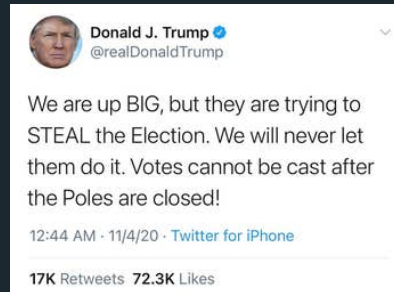 Donald J. Trump
@realDonaldTrump
We are up BIG, but they are trying to
STEAL the Election. We will never let
them do it. Votes cannot be cast after
the Poles are closed!
12:44 AM · 11/4/20 · Twitter for iPhone
17K Retweets 72.3K Likes